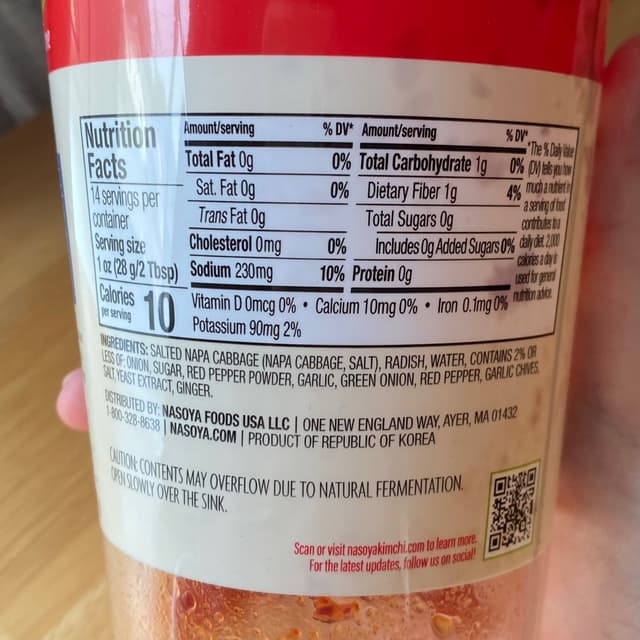 Nutrition
Facts
14 servings per
container
Serving size
1 oz (28 g/2 Tbsp)
Calories
per serving
10
Amount/serving % DV*
Total Fat 0g 0%
Sat. Fat 0g 0%
Trans Fat 0g
Cholesterol 0mg 0%
Sodium 230mg 10%
Amount/serving % DV*
Total Carbohydrate 1g 0%
Dietary Fiber 1g 4%
Total Sugars 0g
Includes 0g Added Sugars 0%
Protein 0g
Vitamin D 0mcg 0% • Calcium 10mg 0% • Iron 0.1mg 0%
Potassium 90mg 2%
*The % Daily Value
(DV) tells you how
much a nutrient in
a serving of food
contributes to a
daily diet. 2,000
calories a day is
used for general
nutrition advice.
INGREDIENTS: SALTED NAPA CABBAGE (NAPA CABBAGE, SALT), RADISH, WATER, CONTAINS 2% OR
LESS OF: ONION, SUGAR, RED PEPPER POWDER, GARLIC, GREEN ONION, RED PEPPER, GARLIC CHIVES,
SALT, YEAST EXTRACT, GINGER.
DISTRIBUTED BY: NASOYA FOODS USA LLC | ONE NEW ENGLAND WAY, AYER, MA 01432
1-800-328-8638 | NASOYA.COM | PRODUCT OF REPUBLIC OF KOREA
CAUTION: CONTENTS MAY OVERFLOW DUE TO NATURAL FERMENTATION.
OPEN SLOWLY OVER THE SINK.
Scan or visit nasoyakimchi.com to learn more.
For the latest updates, follow us on social!